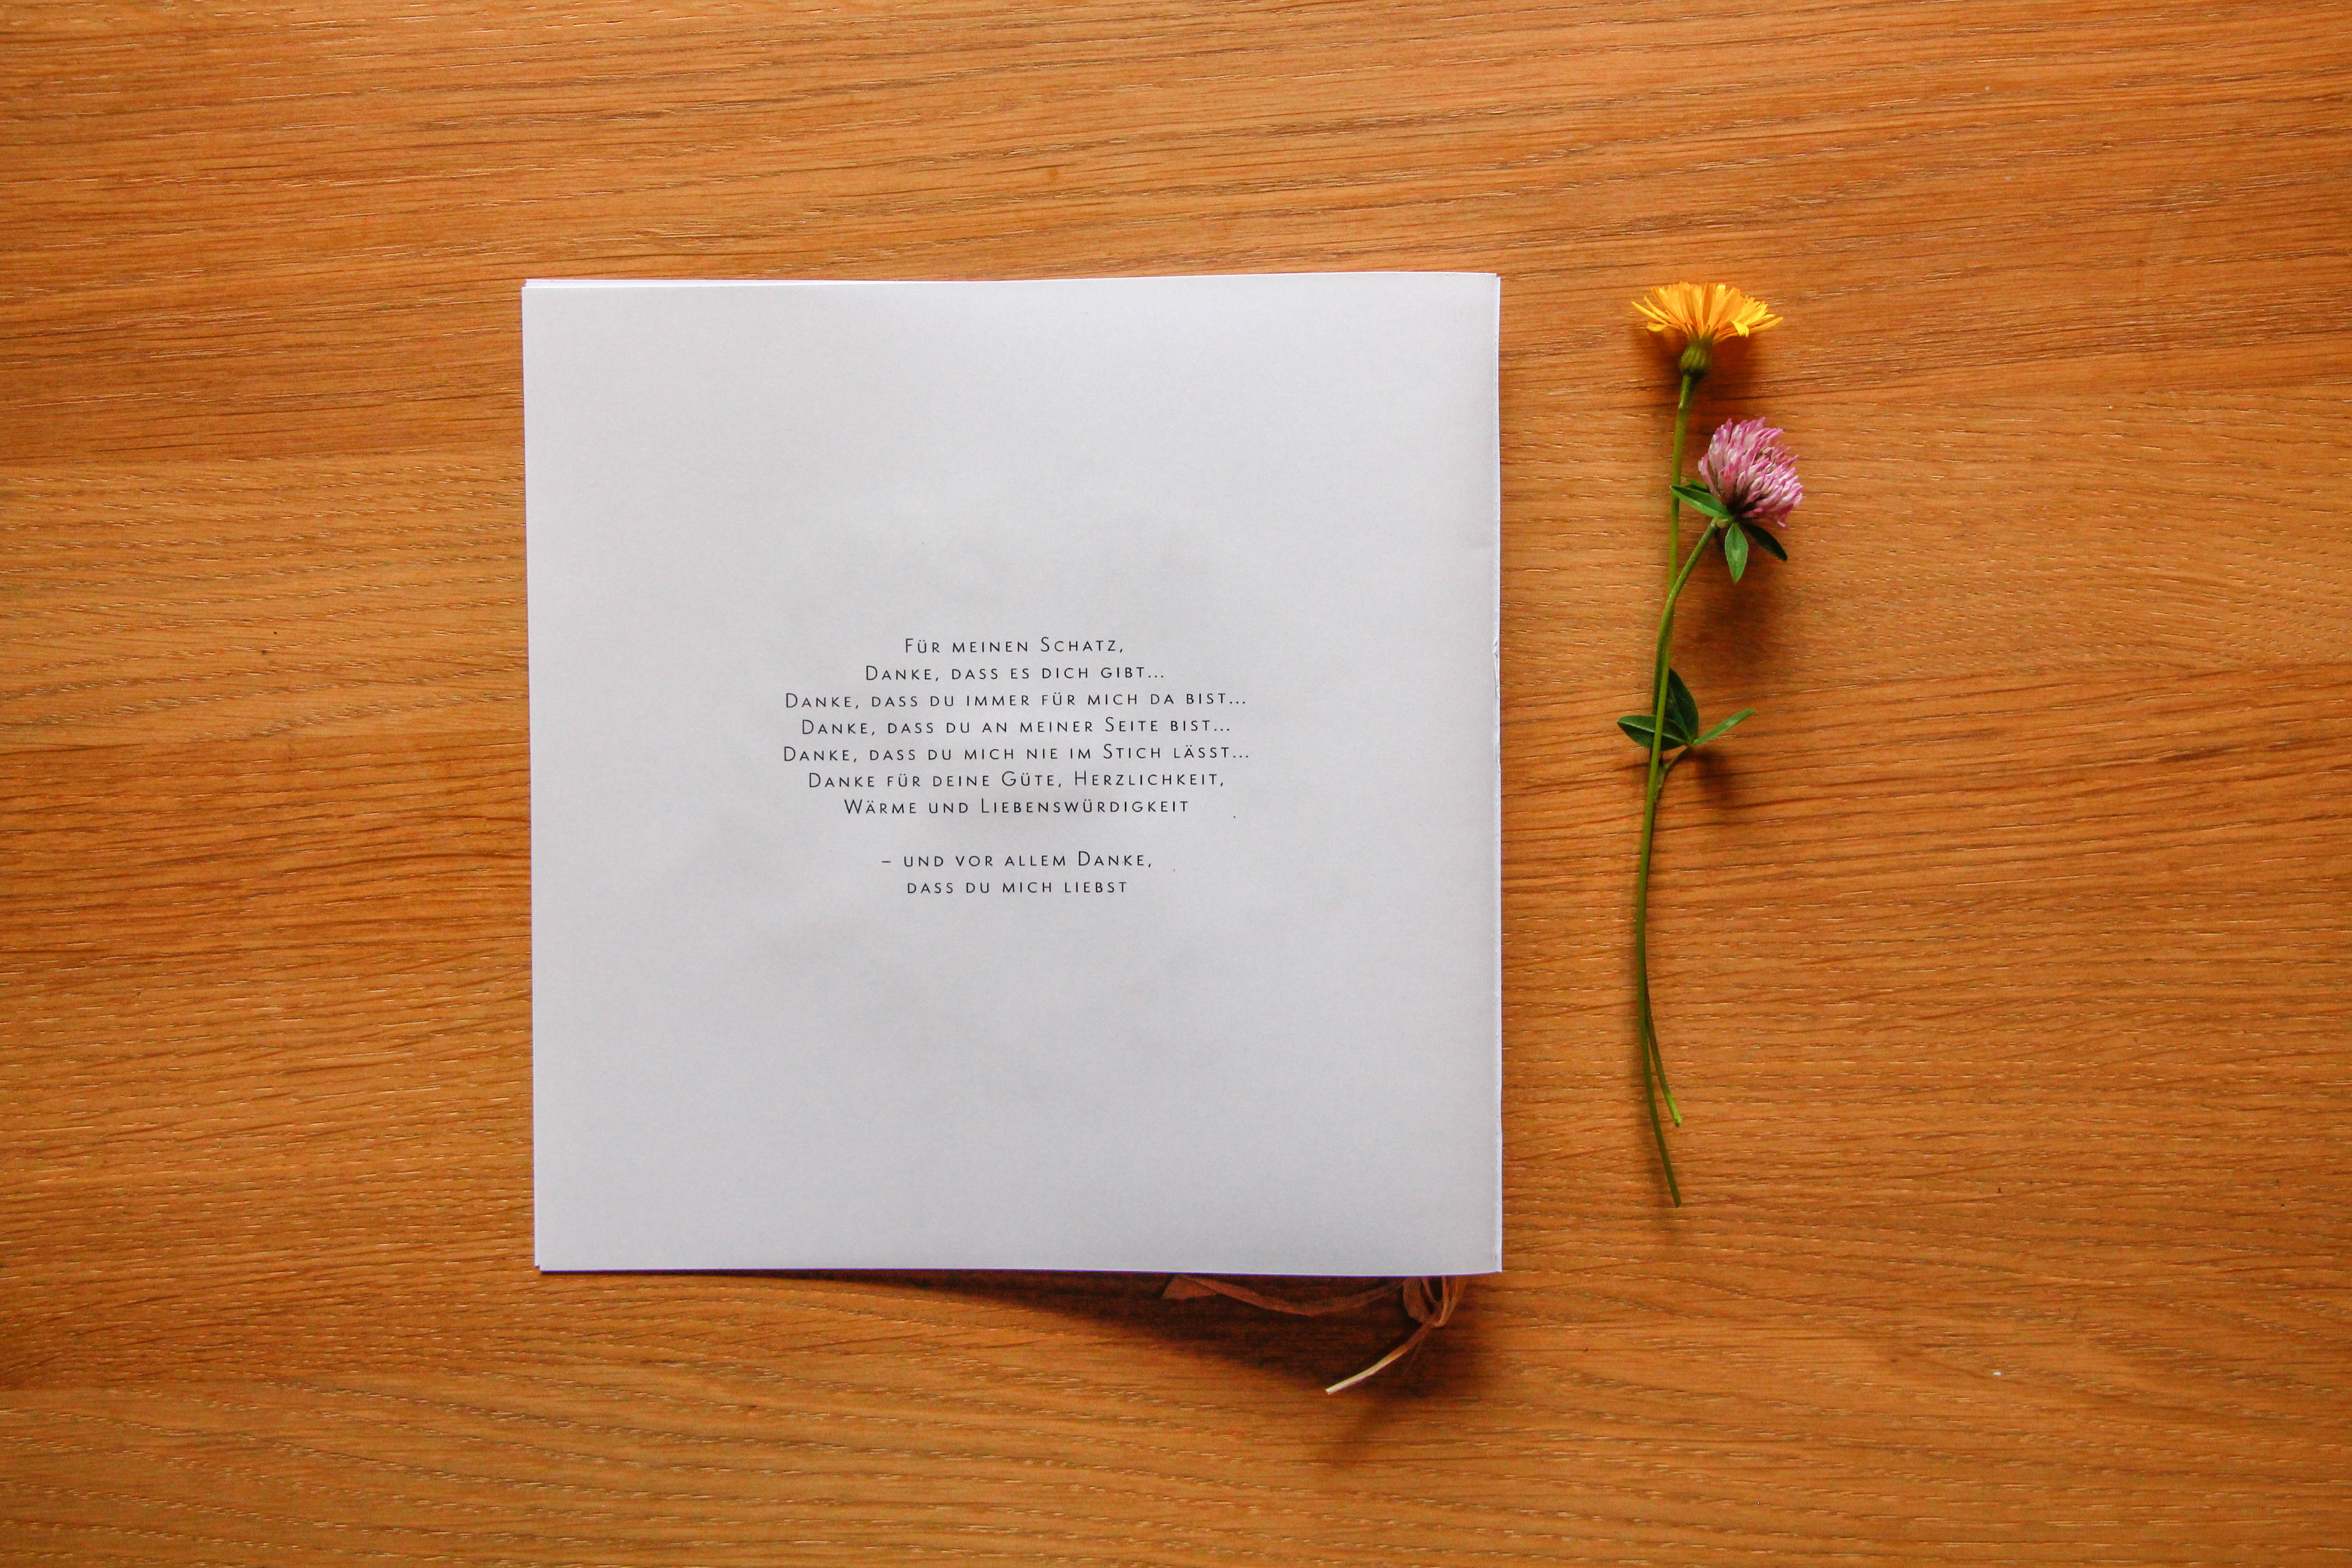 Für meinen Schatz,
Danke, dass es dich gibt...
Danke, dass du immer für mich da bist...
Danke, dass du an meiner Seite bist...
Danke, dass du mich nie im Stich lässt...
Danke für deine Güte, Herzlichkeit,
Wärme und Liebenswürdigkeit
– und vor allem Danke,
dass du mich liebst